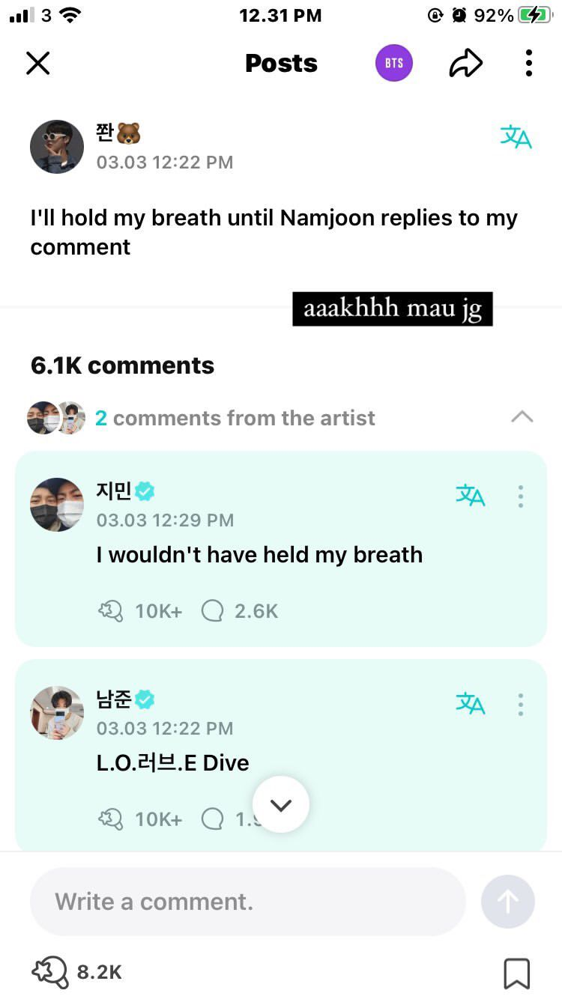 3
12.31 PM
92%
Posts
BTS
쫜🐻
03.03 12:22 PM
I'll hold my breath until Namjoon replies to my
comment
aaakhhh mau jg
6.1K comments
2 comments from the artist
지민
03.03 12:29 PM
I wouldn't have held my breath
10K+ 2.6K
남준
03.03 12:22 PM
L.O.러브.E Dive
10K+
Write a comment.
8.2K